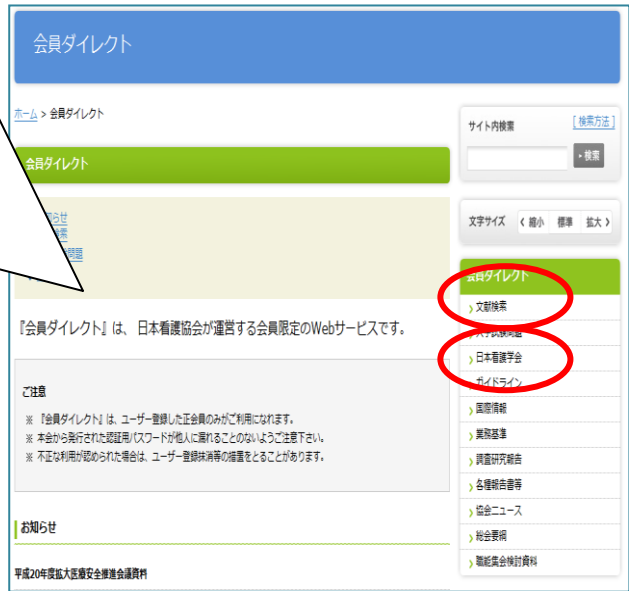 会員ダイレクト
ホーム > 会員ダイレクト
会員ダイレクト
らせ
索
問題
『会員ダイレクト』は、日本看護協会が運営する会員限定のWebサービスです。
ご注意
※ 『会員ダイレクト』は、ユーザー登録した正会員のみがご利用になれます。
※ 本会から発行された認証用パスワードが他人に漏れることのないようご注意下さい。
※ 不正な利用が認められた場合は、ユーザー登録抹消等の措置をとることがあります。
お知らせ
平成20年度拡大医療安全推進会議資料
サイト内検索 [ 検索方法 ]
検索
文字サイズ 縮小 標準 拡大
会員ダイレクト
文献検索
日本看護学会
ガイドライン
国際情報
業務基準
調査研究報告
各種報告書等
協会ニュース
総会要綱
職能集会検討資料